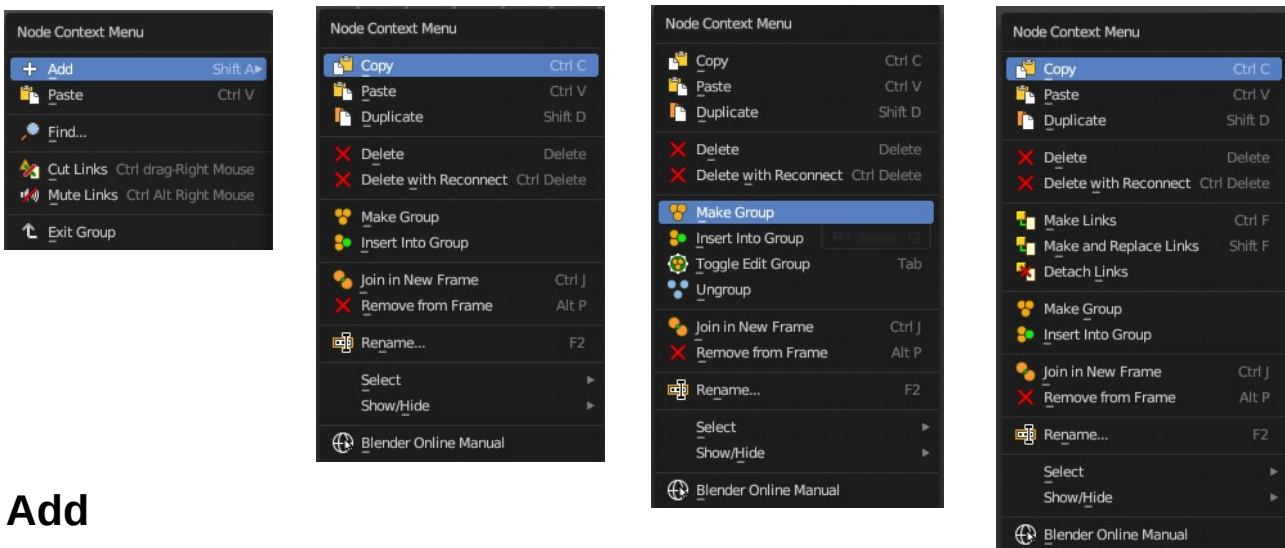 Node Context Menu
Add Shift A
Paste Ctrl V
Find...
Cut Links Ctrl drag-Right Mouse
Mute Links Ctrl Alt Right Mouse
Exit Group
Node Context Menu
Copy Ctrl C
Paste Ctrl V
Duplicate Shift D
Delete Delete
Delete with Reconnect Ctrl Delete
Make Group
Insert Into Group
Join in New Frame Ctrl J
Remove from Frame Alt P
Rename... F2
Select
Show/Hide
Blender Online Manual
Node Context Menu
Copy Ctrl C
Paste Ctrl V
Duplicate Shift D
Delete Delete
Delete with Reconnect Ctrl Delete
Make Group
Insert Into Group
Toggle Edit Group Tab
Ungroup
Join in New Frame Ctrl J
Remove from Frame Alt P
Rename... F2
Select
Show/Hide
Blender Online Manual
Node Context Menu
Copy Ctrl C
Paste Ctrl V
Duplicate Shift D
Delete Delete
Delete with Reconnect Ctrl Delete
Make Links Ctrl F
Make and Replace Links Shift F
Detach Links
Make Group
Insert Into Group
Join in New Frame Ctrl J
Remove from Frame Alt P
Rename... F2
Select
Show/Hide
Blender Online Manual
Add